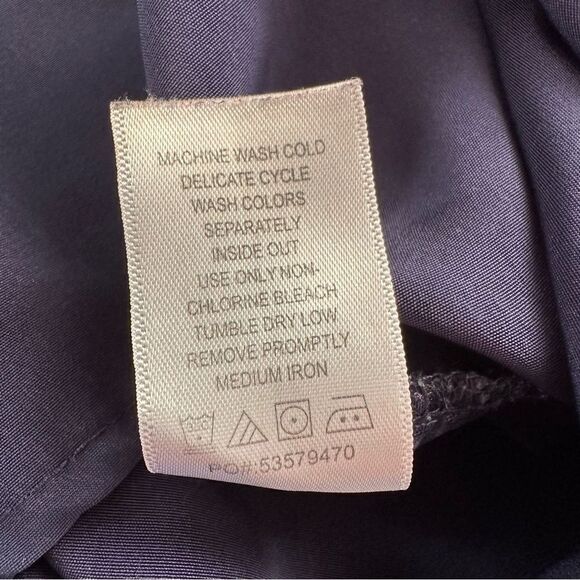 MACHINE WASH COLD
DELICATE CYCLE
WASH COLORS
SEPARATELY
INSIDE OUT
USE ONLY NON-
CHLORINE BLEACH
TUMBLE DRY LOW
REMOVE PROMPTLY
MEDIUM IRON
PO#:53579470